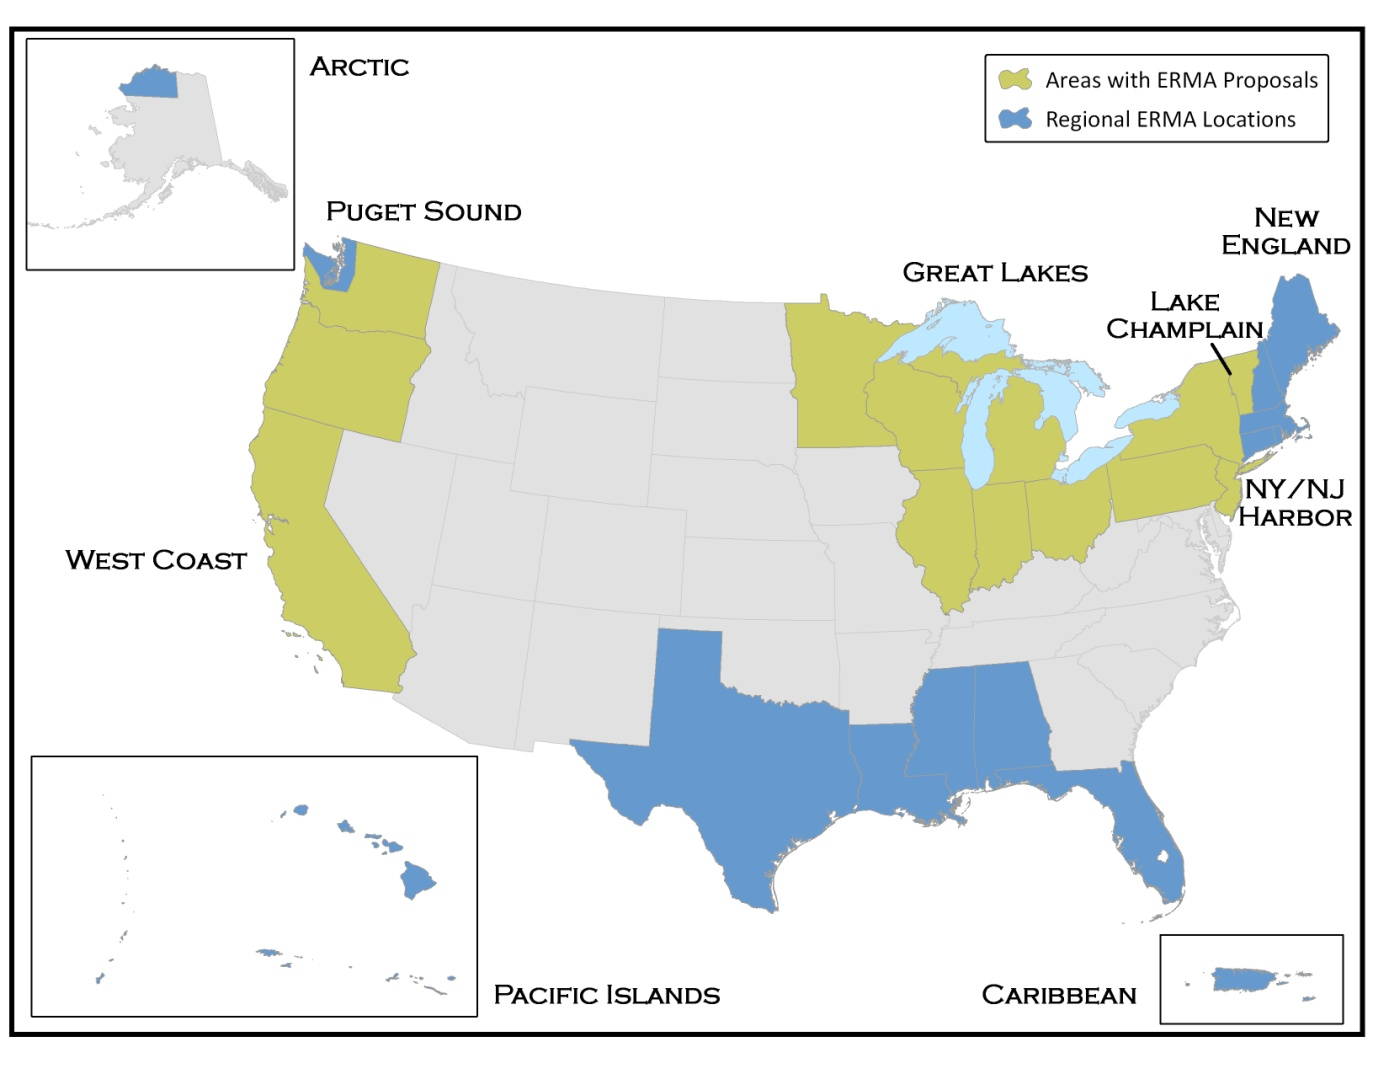 ARCTIC
Areas with ERMA Proposals
Regional ERMA Locations
PUGET SOUND
NEW
ENGLAND
GREAT LAKES
LAKE
CHAMPLAIN
NY/NJ
HARBOR
WEST COAST
PACIFIC ISLANDS
CARIBBEAN